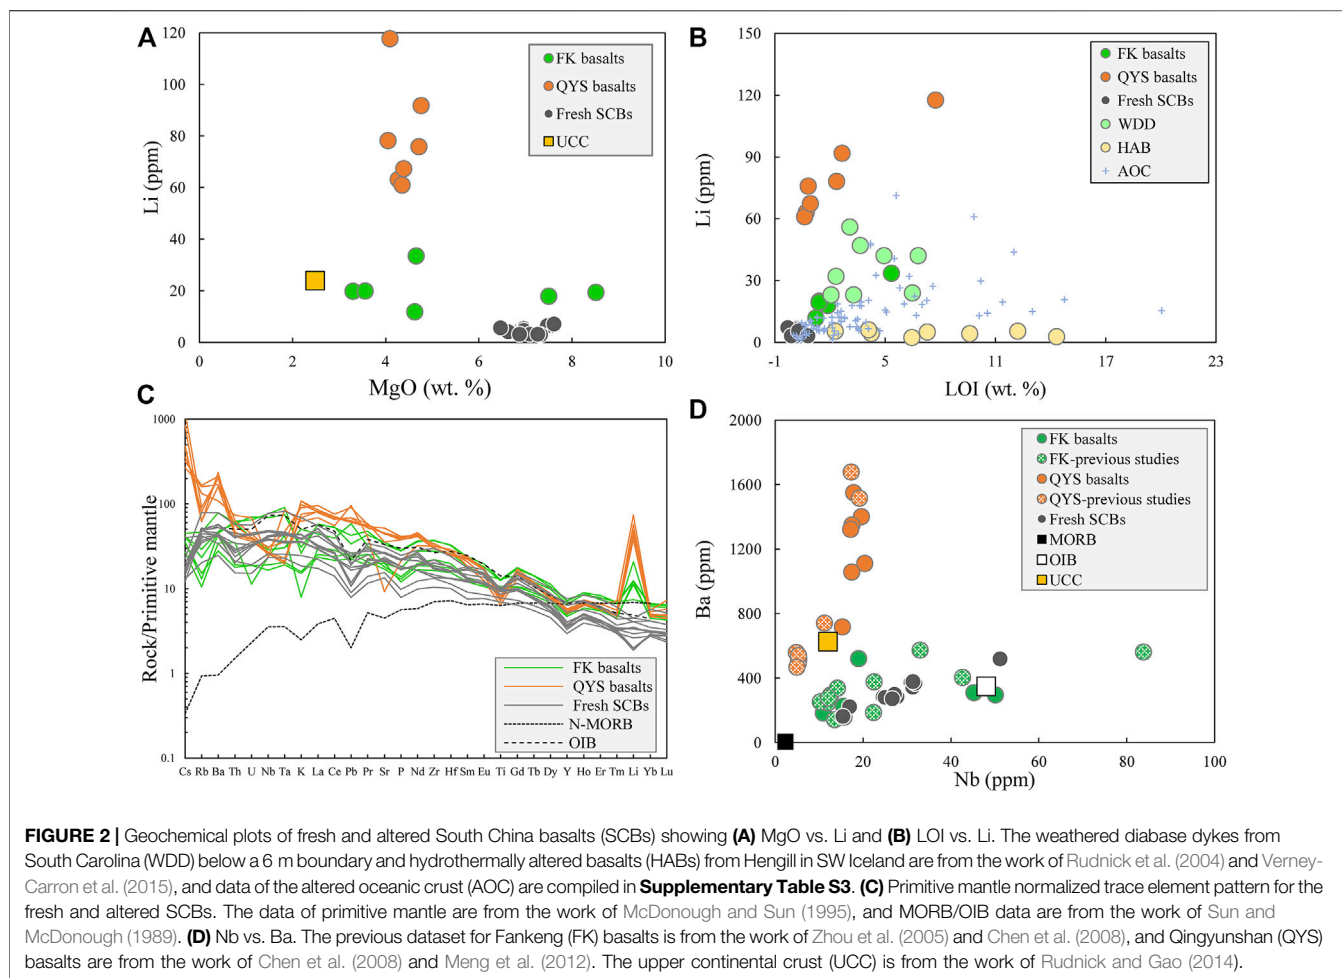 A
120
100
80
60
40
20
0
Li (ppm)
0 2 4 6 8 10
MgO (wt. %)
FK basalts
QYS basalts
Fresh SCBs
UCC
B
150
120
90
60
30
0
Li (ppm)
-1 5 11 17 23
LOI (wt. %)
FK basalts
QYS basalts
Fresh SCBs
WDD
HAB
AOC
C
1000
100
10
1
0.1
Rock/Primitive mantle
Cs Rb Ba Th U Nb Ta K La Ce Pb Pr Sr P Nd Zr Hf Sm Eu Ti Gd Tb Dy Y Ho Er Tm Li Yb Lu
FK basalts
QYS basalts
Fresh SCBs
N-MORB
OIB
D
2000
1600
1200
800
400
0
Ba (ppm)
0 20 40 60 80 100
Nb (ppm)
FK basalts
FK-previous studies
QYS basalts
QYS-previous studies
Fresh SCBs
MORB
OIB
UCC
FIGURE 2 | Geochemical plots of fresh and altered South China basalts (SCBs) showing (A) MgO vs. Li and (B) LOI vs. Li. The weathered diabase dykes from
South Carolina (WDD) below a 6 m boundary and hydrothermally altered basalts (HABs) from Hengill in SW Iceland are from the work of Rudnick et al. (2004) and Verney-
Carron et al. (2015), and data of the altered oceanic crust (AOC) are compiled in Supplementary Table S3. (C) Primitive mantle normalized trace element pattern for the
fresh and altered SCBs. The data of primitive mantle are from the work of McDonough and Sun (1995), and MORB/OIB data are from the work of Sun and
McDonough (1989). (D) Nb vs. Ba. The previous dataset for Fankeng (FK) basalts is from the work of Zhou et al. (2005) and Chen et al. (2008), and Qingyunshan (QYS)
basalts are from the work of Chen et al. (2008) and Meng et al. (2012). The upper continental crust (UCC) is from the work of Rudnick and Gao (2014).